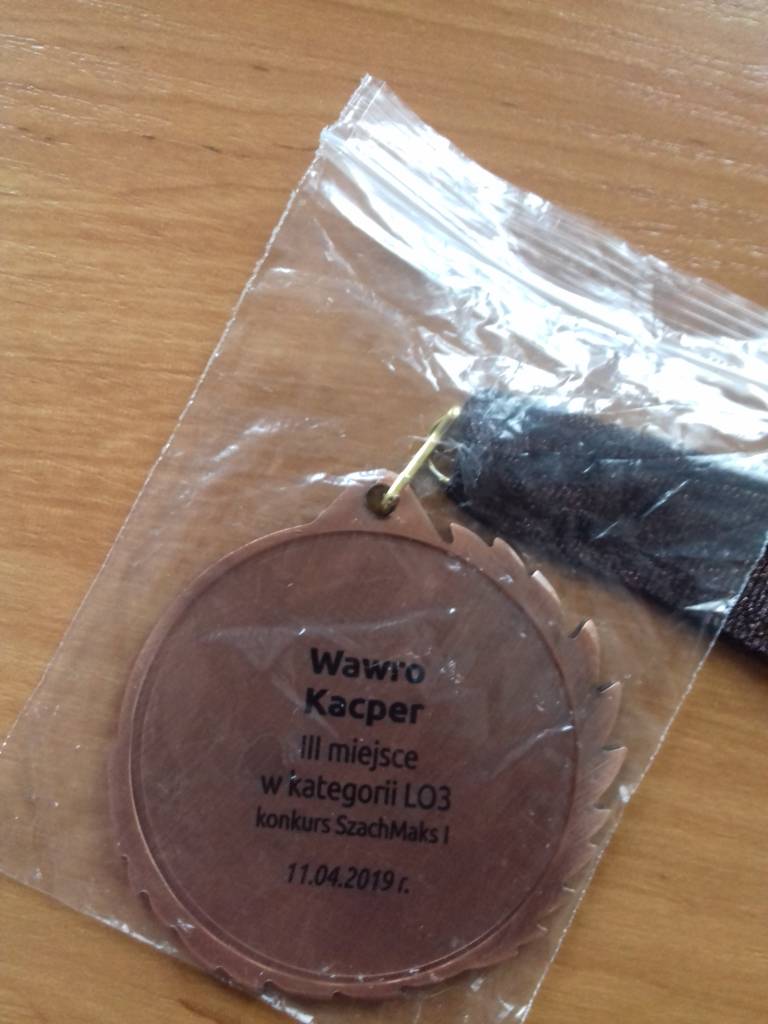 Wawro
Kacper
III miejsce
w kategorii LO3
konkurs SzachMaks I
11.04.2019 r.